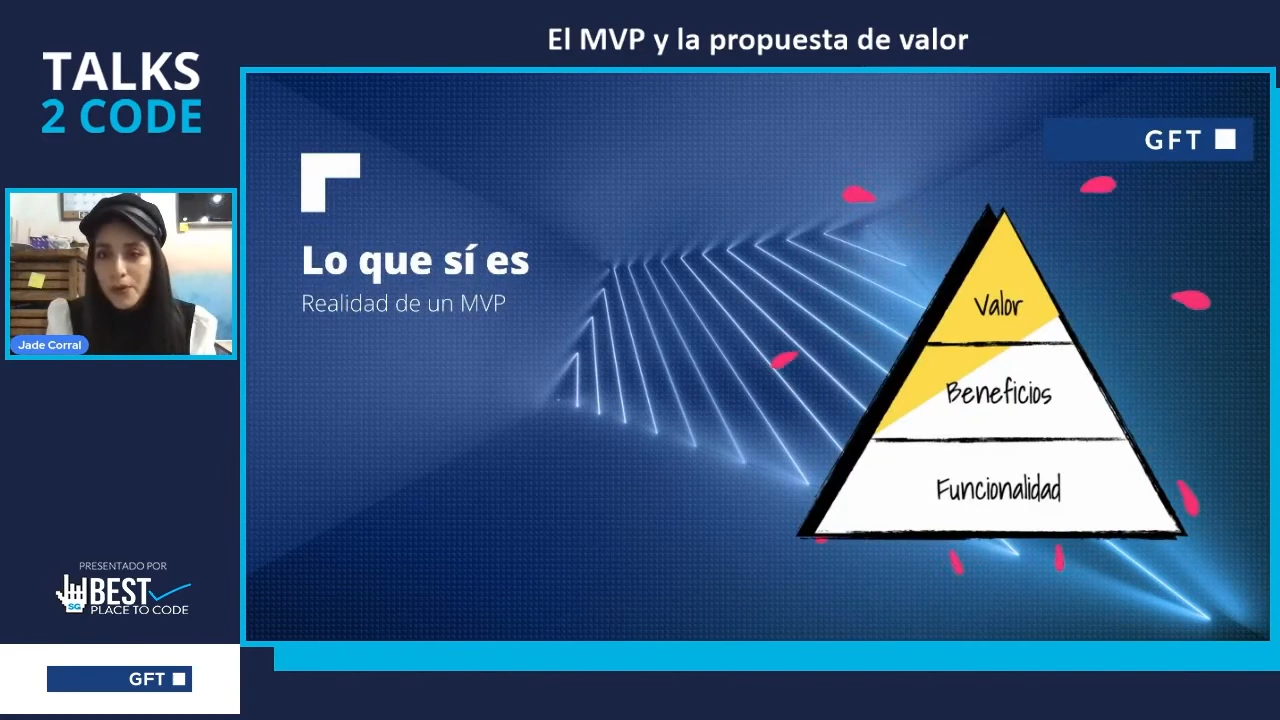 El MVP y la propuesta de valor
TALKS
2 CODE
GFT
Lo que sí es
Realidad de un MVP
Valor
Beneficios
Funcionalidad
Jade Corral
PRESENTADO POR
SG
BEST
PLACE TO CODE
GFT